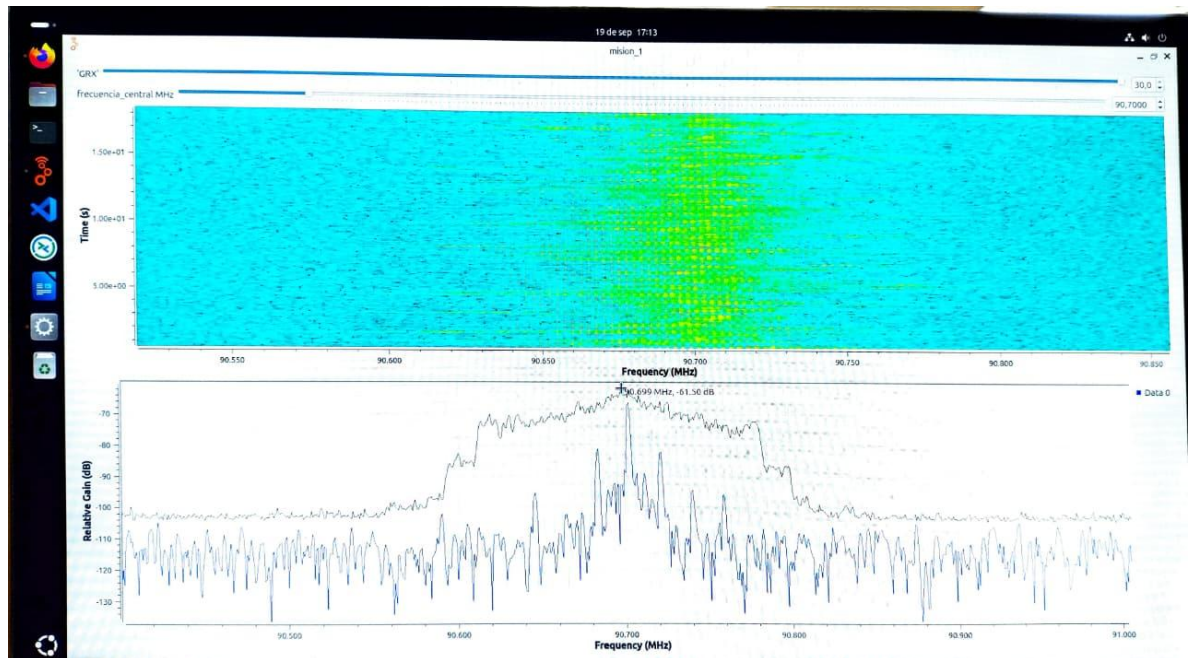 19 de sep 17:13
mision_1
'GRX'
30,0
frecuencia_central MHz
90,7000
Time (s)
1.50e+01
1.00e+01
5.00e+00
90.550
90.600
90.650
90.700
90.750
90.800
90.850
Frequency (MHz)
Relative Gain (dB)
-70
-80
-90
-100
-110
-120
-130
90.699 MHz, -61.50 dB
Data 0
90.500
90.600
90.700
90.800
90.900
91.000
Frequency (MHz)